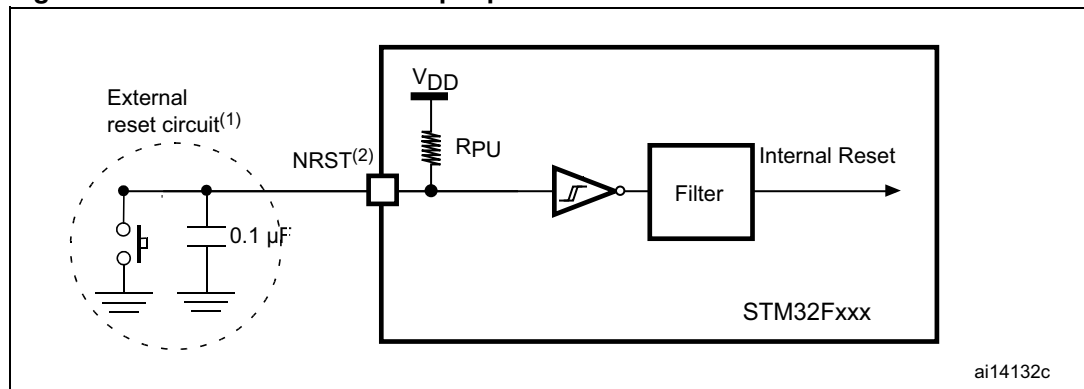 External
reset circuit(1)
VDD
RPU
NRST(2)
Internal Reset
Filter
0.1 µF
STM32Fxxx
ai14132c